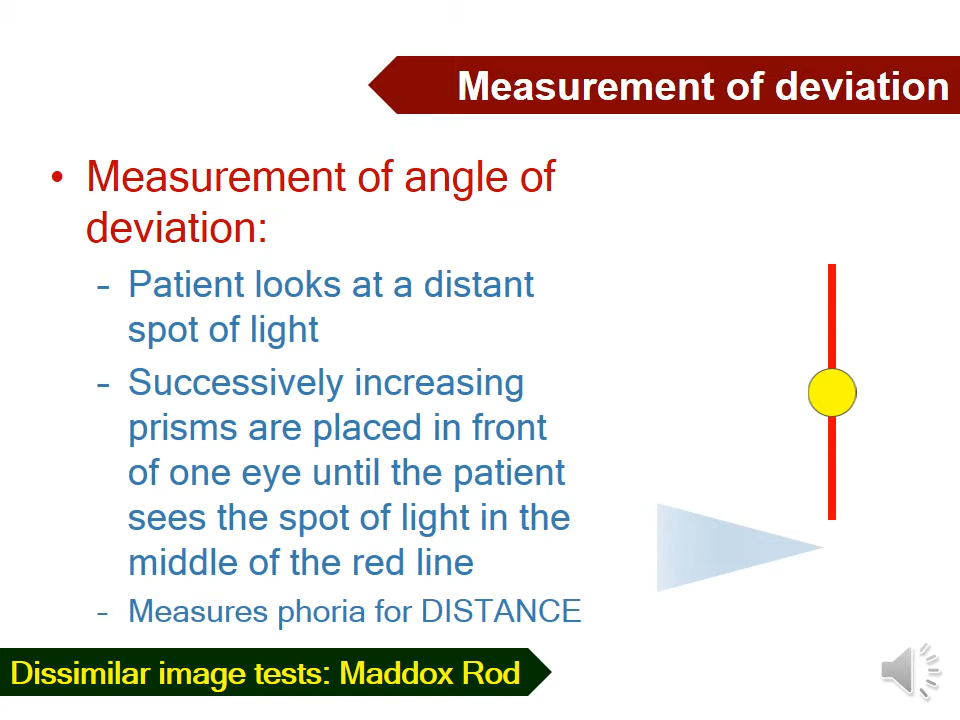 Measurement of deviation
• Measurement of angle of
deviation:
- Patient looks at a distant
spot of light
- Successively increasing
prisms are placed in front
of one eye until the patient
sees the spot of light in the
middle of the red line
- Measures phoria for DISTANCE
Dissimilar image tests: Maddox Rod